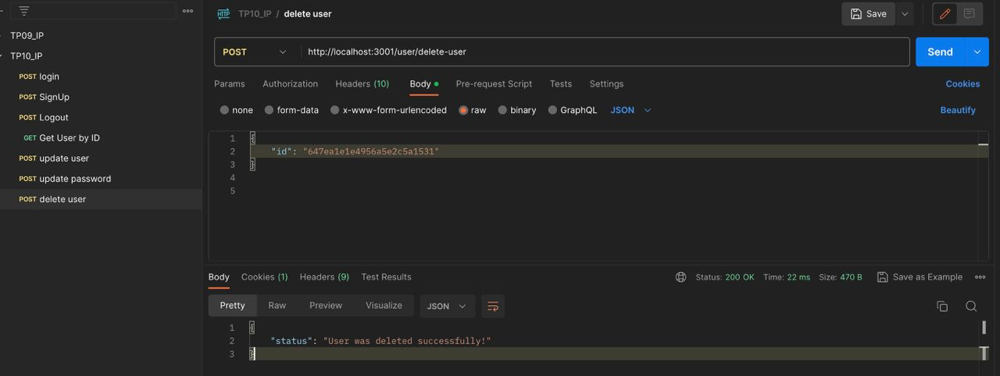 TP10_IP / delete user
Save
TP09_IP
TP10_IP
POST login
POST SignUp
POST Logout
GET Get User by ID
POST update user
POST update password
POST delete user
POST http://localhost:3001/user/delete-user Send
Params Authorization Headers (10) Body Pre-request Script Tests Settings Cookies
none form-data x-www-form-urlencoded raw binary GraphQL JSON Beautify
1 {
2 "id": "647ea1e1e4956a5e2c5a1531"
3 }
4
5
Body Cookies (1) Headers (9) Test Results Status: 200 OK Time: 22 ms Size: 470 B Save as Example
Pretty Raw Preview Visualize JSON
1 {
2 "status": "User was deleted successfully!"
3 }